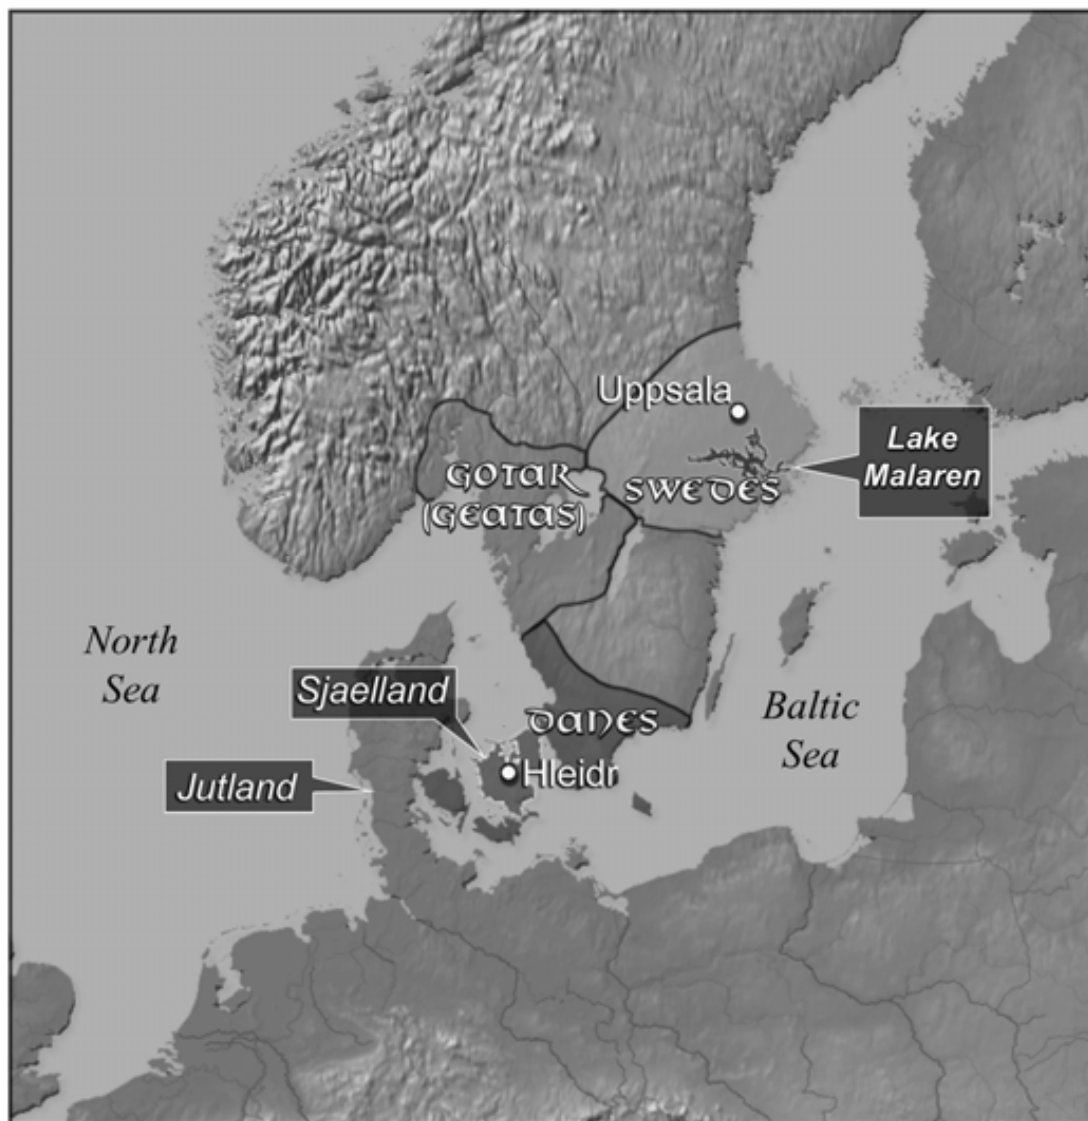 Uppsala
Lake
Malaren
GOTAR
(GEATAS)
SWEDES
North
Sea
Sjaelland
DANES
Baltic
Sea
Hleidr
Jutland